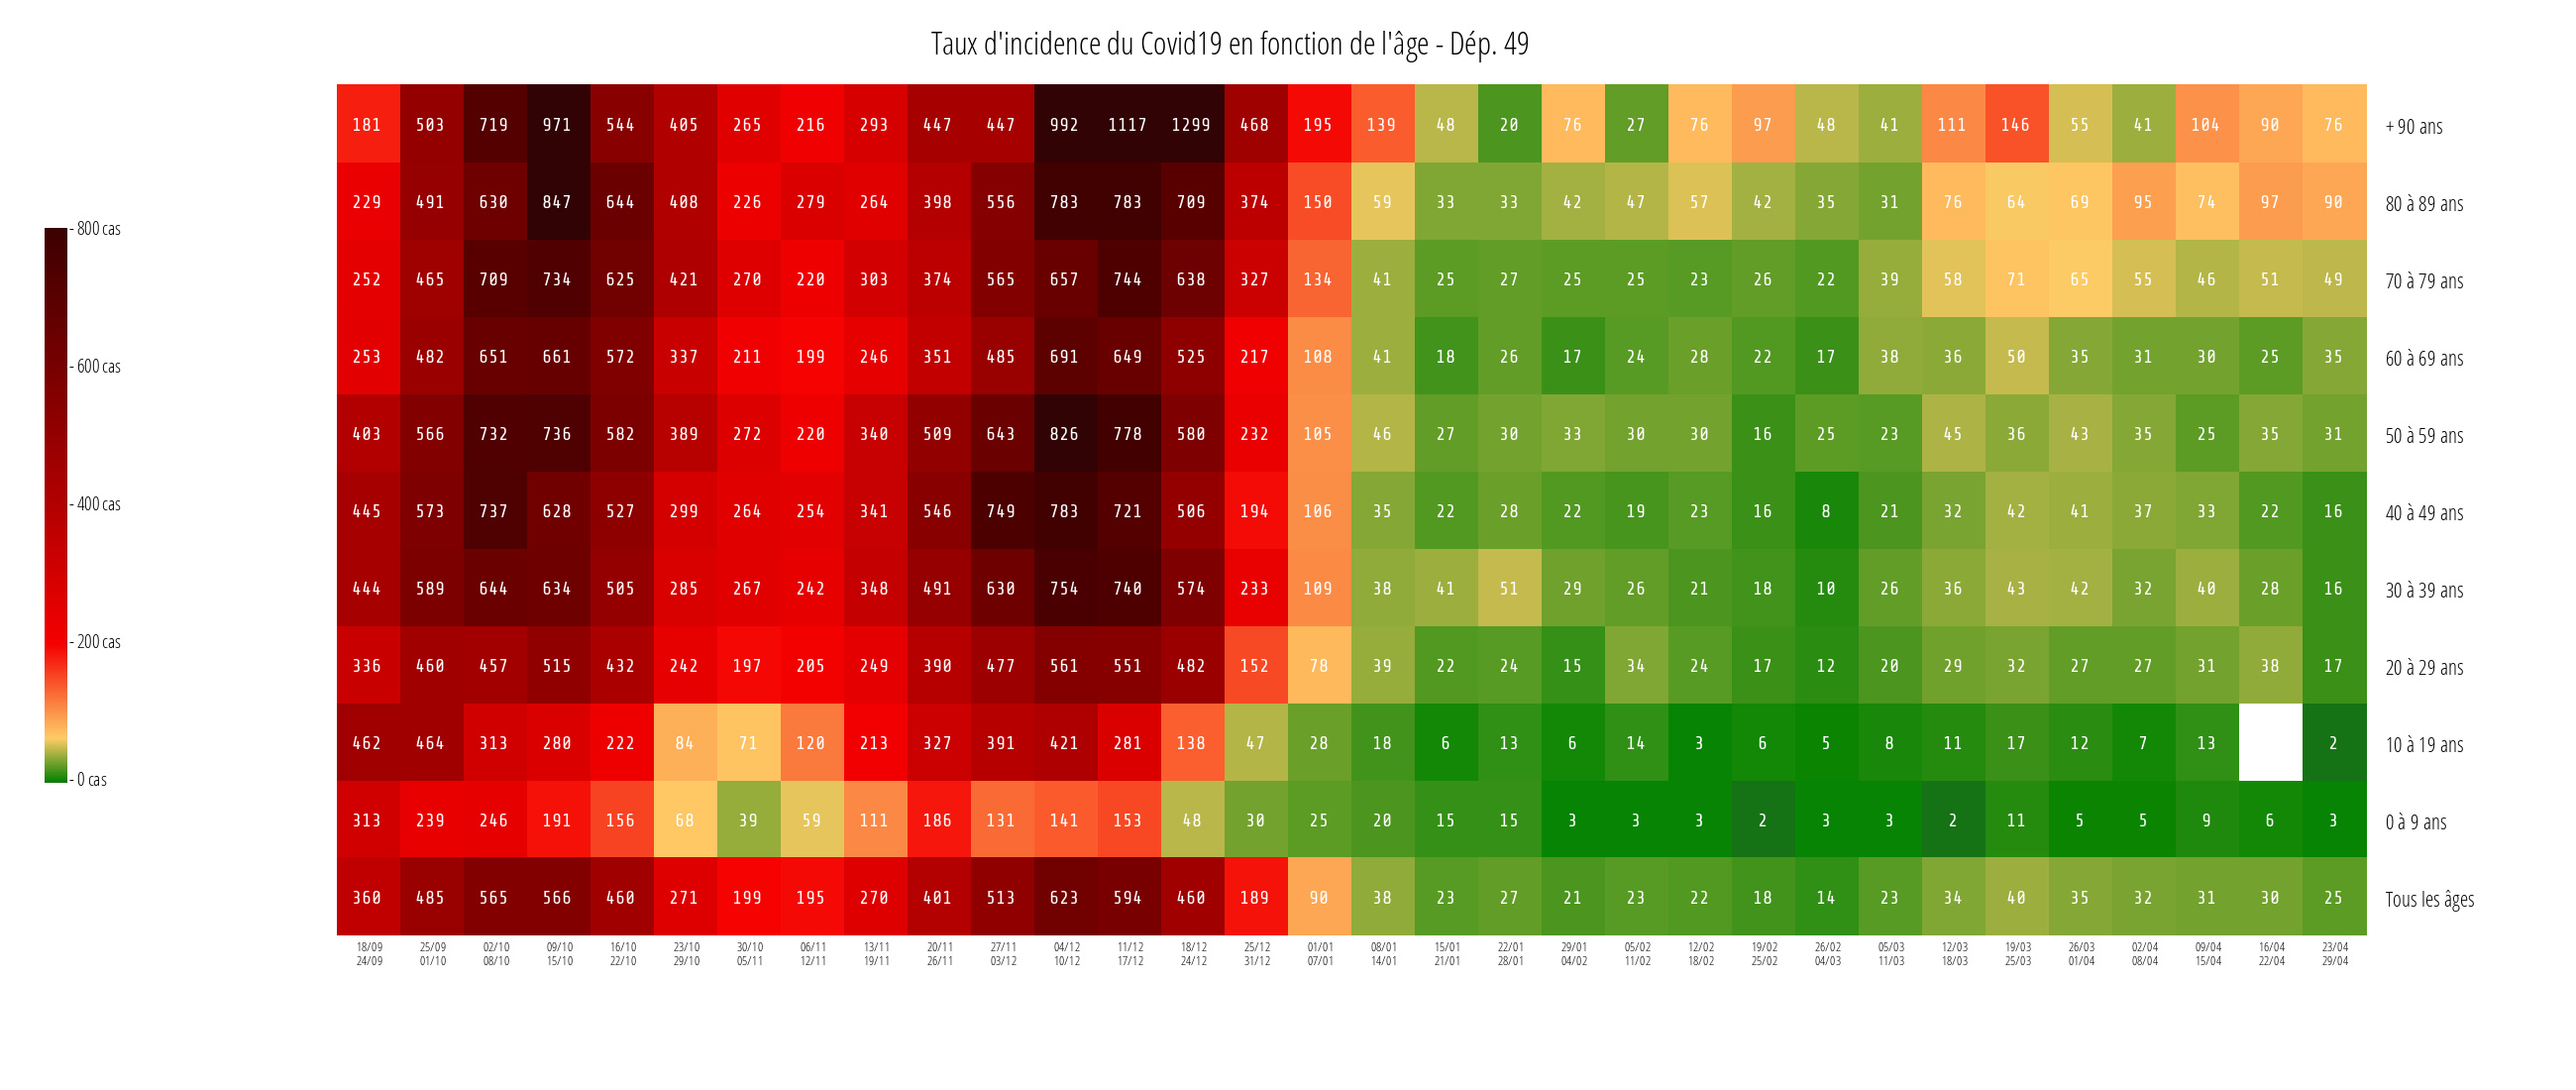 Taux d'incidence du Covid19 en fonction de l'âge - Dép. 49
181 503 719 971 544 405 265 216 293 447 447 992 1117 1299 468 195 139 48 20 76 27 76 97 48 41 111 146 55 41 104 90 76 + 90 ans
229 491 630 847 644 408 226 279 264 398 556 783 783 709 374 150 59 33 33 42 47 57 42 35 31 76 64 69 95 74 97 90 80 à 89 ans
- 800 cas
252 465 709 734 625 421 270 220 303 374 565 657 744 638 327 134 41 25 27 25 25 23 26 22 39 58 71 65 55 46 51 49 70 à 79 ans
253 482 651 661 572 337 211 199 246 351 485 691 649 525 217 108 41 18 26 17 24 28 22 17 38 36 50 35 31 30 25 35 60 à 69 ans
- 600 cas
403 566 732 736 582 389 272 220 340 509 643 826 778 580 232 105 46 27 30 33 30 30 16 25 23 45 36 43 35 25 35 31 50 à 59 ans
- 400 cas
445 573 737 628 527 299 264 254 341 546 749 783 721 506 194 106 35 22 28 22 19 23 16 8 21 32 42 41 37 33 22 16 40 à 49 ans
444 589 644 634 505 285 267 242 348 491 630 754 740 574 233 109 38 41 51 29 26 21 18 10 26 36 43 42 32 40 28 16 30 à 39 ans
- 200 cas
336 460 457 515 432 242 197 205 249 390 477 561 551 482 152 78 39 22 24 15 34 24 17 12 20 29 32 27 27 31 38 17 20 à 29 ans
462 464 313 280 222 84 71 120 213 327 391 421 281 138 47 28 18 6 13 6 14 3 6 5 8 11 17 12 7 13 2 10 à 19 ans
- 0 cas
313 239 246 191 156 68 39 59 111 186 131 141 153 48 30 25 20 15 15 3 3 3 2 3 3 2 11 5 5 9 6 3 0 à 9 ans
360 485 565 566 460 271 199 195 270 401 513 623 594 460 189 90 38 23 27 21 23 22 18 14 23 34 40 35 32 31 30 25 Tous les âges
18/09 25/09 02/10 09/10 16/10 23/10 30/10 06/11 13/11 20/11 27/11 04/12 11/12 18/12 25/12 01/01 08/01 15/01 22/01 29/01 05/02 12/02 19/02 26/02 05/03 12/03 19/03 26/03 02/04 09/04 16/04 23/04
24/09 01/10 08/10 15/10 22/10 29/10 05/11 12/11 19/11 26/11 03/12 10/12 17/12 24/12 31/12 07/01 14/01 21/01 28/01 04/02 11/02 18/02 25/02 04/03 11/03 18/03 25/03 01/04 08/04 15/04 22/04 29/04